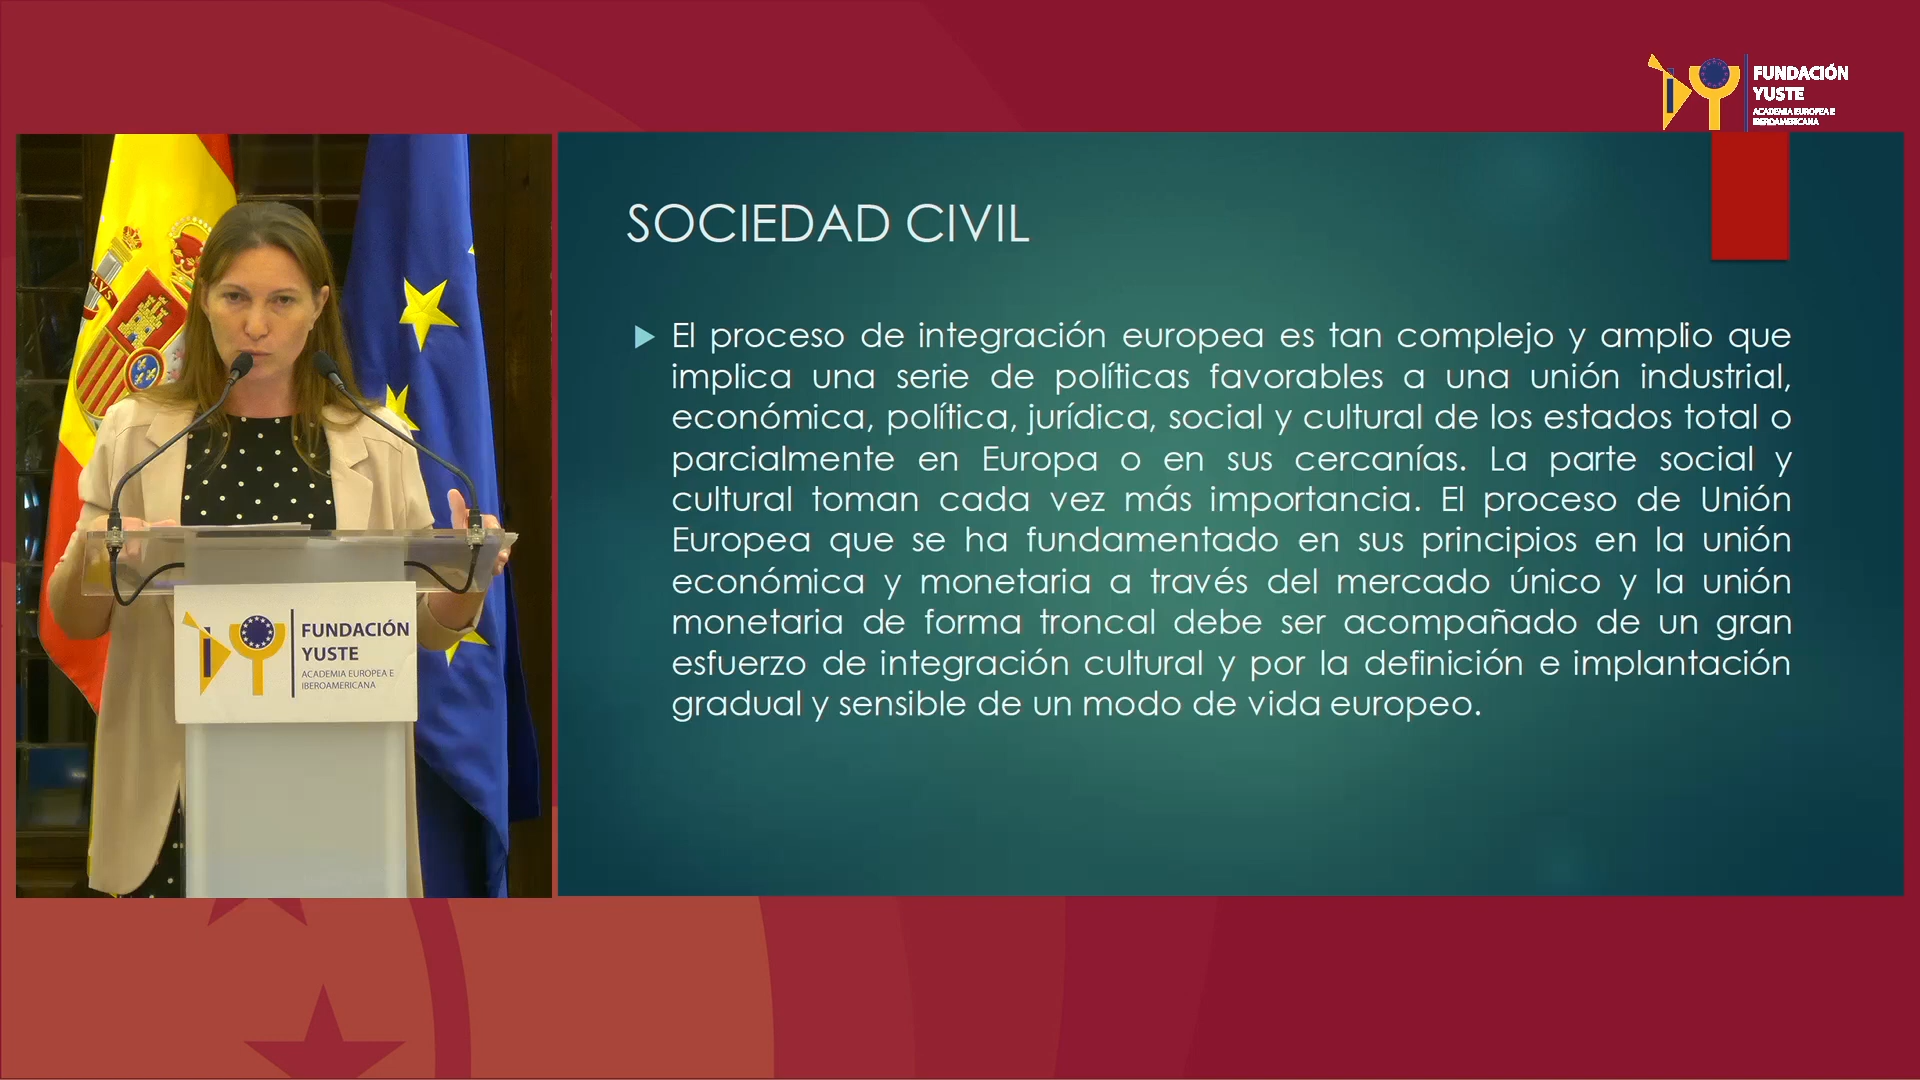 FUNDACIÓN
YUSTE
ACADEMIA EUROPEA E
IBEROAMERICANA
SOCIEDAD CIVIL
El proceso de integración europea es tan complejo y amplio que
implica una serie de políticas favorables a una unión industrial,
económica, política, jurídica, social y cultural de los estados total o
parcialmente en Europa o en sus cercanías. La parte social y
cultural toman cada vez más importancia. El proceso de Unión
Europea que se ha fundamentado en sus principios en la unión
económica y monetaria a través del mercado único y la unión
monetaria de forma troncal debe ser acompañado de un gran
esfuerzo de integración cultural y por la definición e implantación
gradual y sensible de un modo de vida europeo.
FUNDACIÓN
YUSTE
ACADEMIA EUROPEA E
IBEROAMERICANA